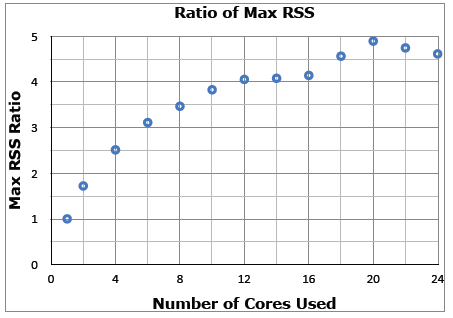 Ratio of Max RSS
5
4
3
2
1
0
Max RSS Ratio
0 4 8 12 16 20 24
Number of Cores Used